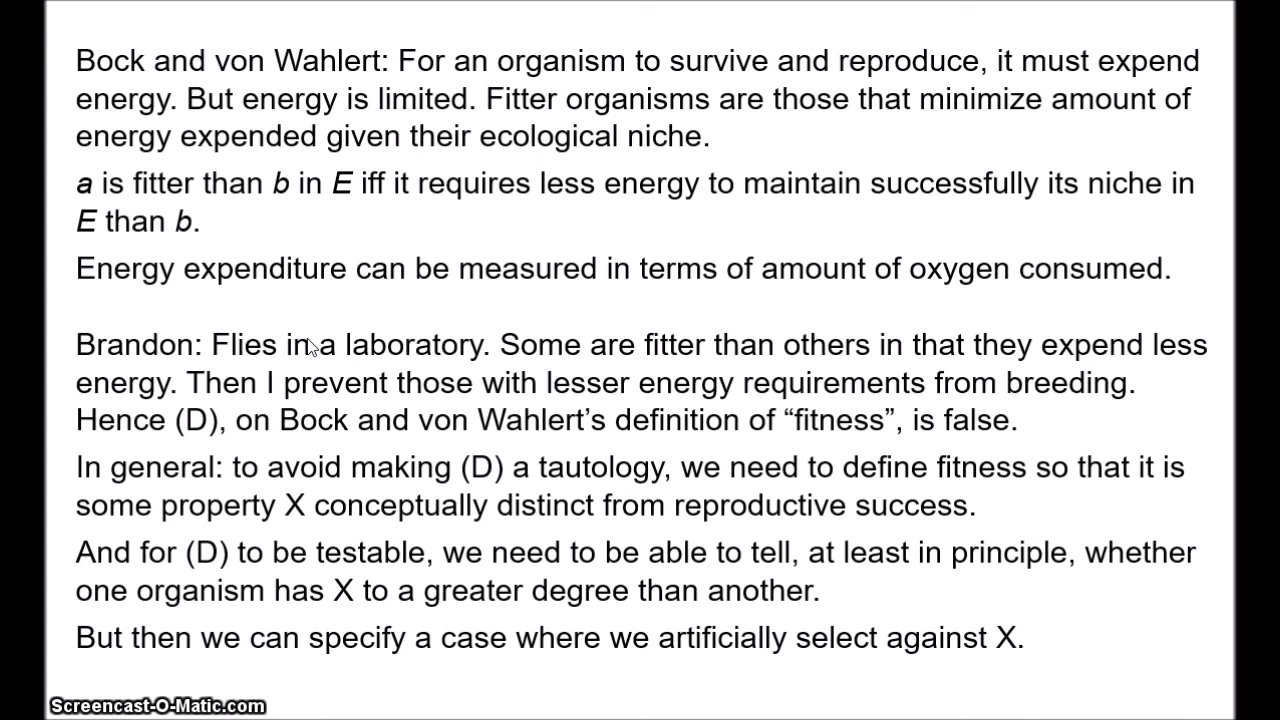 Bock and von Wahlert: For an organism to survive and reproduce, it must expend
energy. But energy is limited. Fitter organisms are those that minimize amount of
energy expended given their ecological niche.
a is fitter than b in E iff it requires less energy to maintain successfully its niche in
E than b.
Energy expenditure can be measured in terms of amount of oxygen consumed.
Brandon: Flies in a laboratory. Some are fitter than others in that they expend less
energy. Then I prevent those with lesser energy requirements from breeding.
Hence (D), on Bock and von Wahlert’s definition of “fitness”, is false.
In general: to avoid making (D) a tautology, we need to define fitness so that it is
some property X conceptually distinct from reproductive success.
And for (D) to be testable, we need to be able to tell, at least in principle, whether
one organism has X to a greater degree than another.
But then we can specify a case where we artificially select against X.
Screencast-O-Matic.com